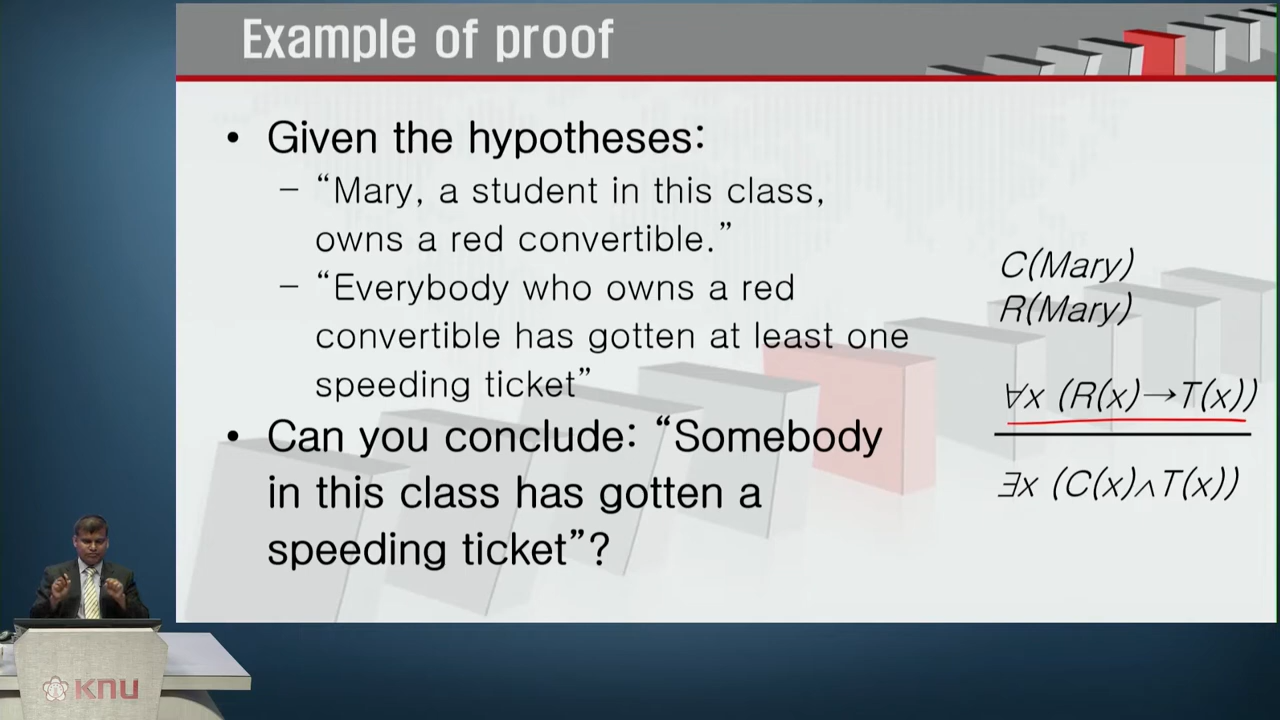 Example of proof
• Given the hypotheses:
– “Mary, a student in this class,
owns a red convertible.”
– “Everybody who owns a red
convertible has gotten at least one
speeding ticket”
• Can you conclude: “Somebody
in this class has gotten a
speeding ticket”?
C(Mary)
R(Mary)
∀x (R(x)→T(x))
∃x (C(x)∧T(x))
KNU